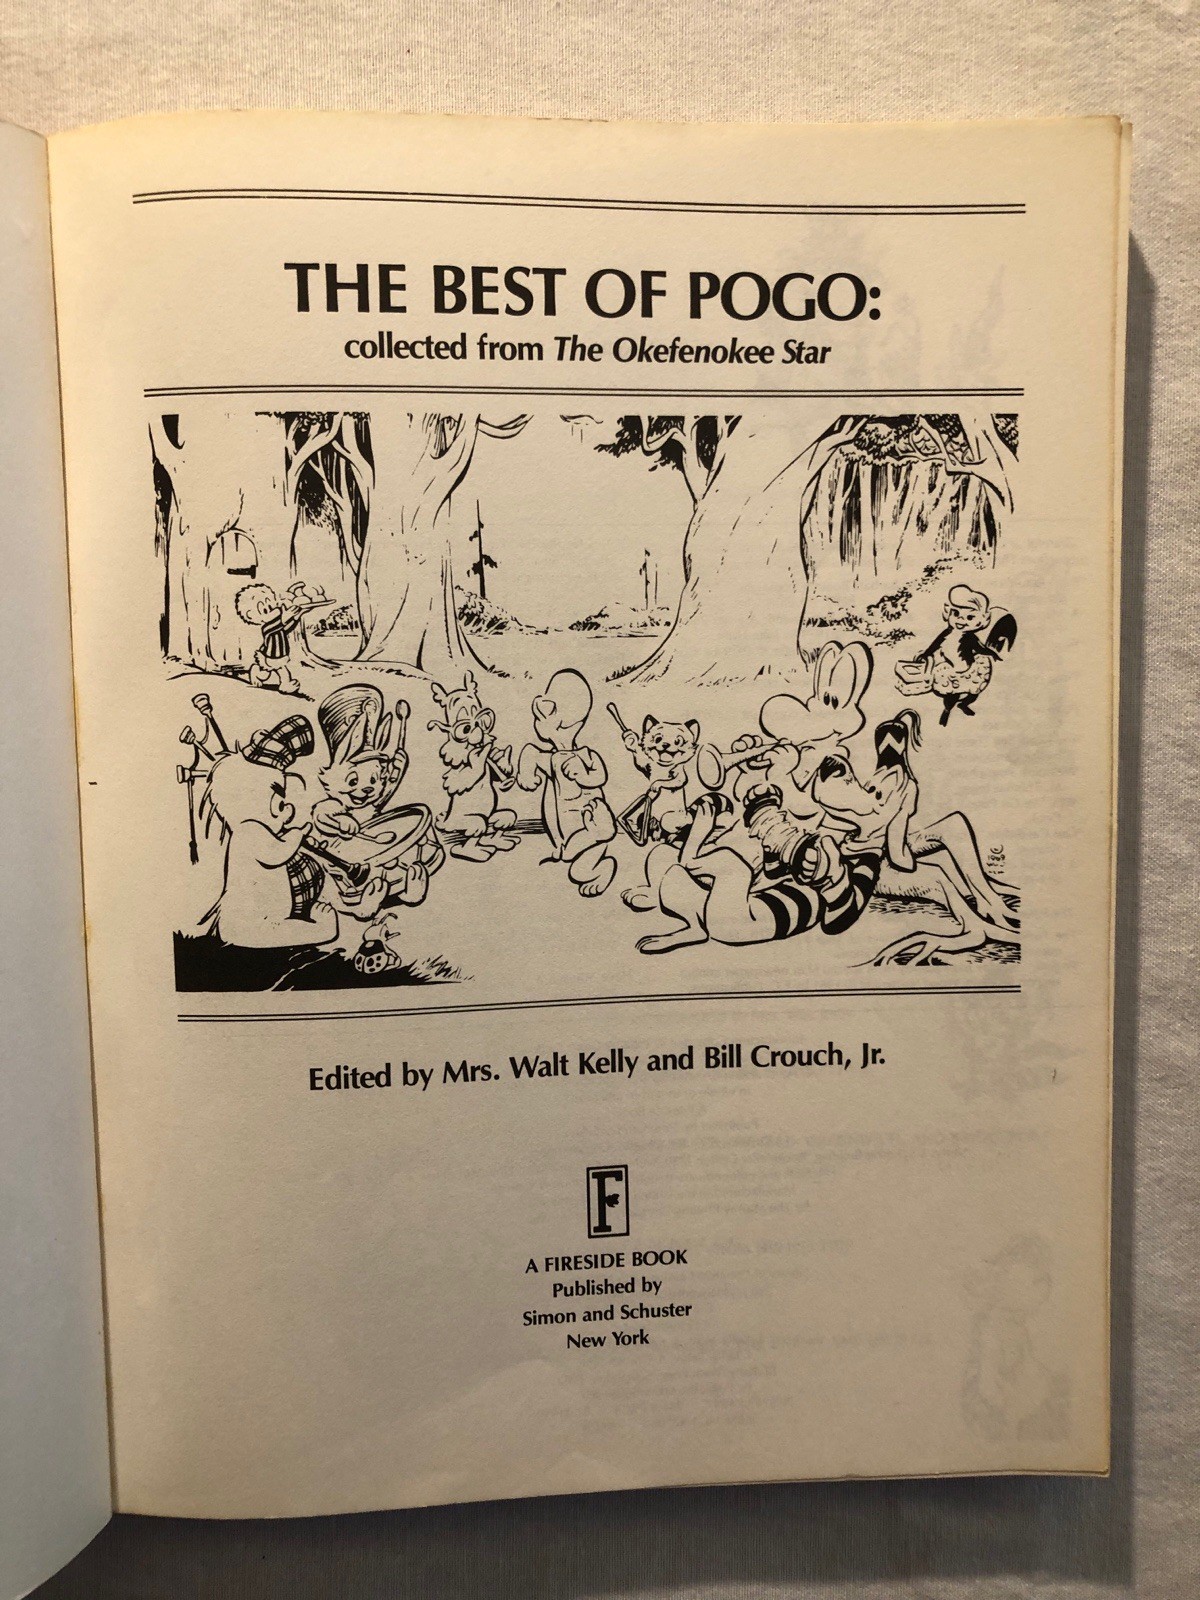 THE BEST OF POGO:
collected from The Okefenokee Star
Edited by Mrs. Walt Kelly and Bill Crouch, Jr.
F
A FIRESIDE BOOK
Published by
Simon and Schuster
New York